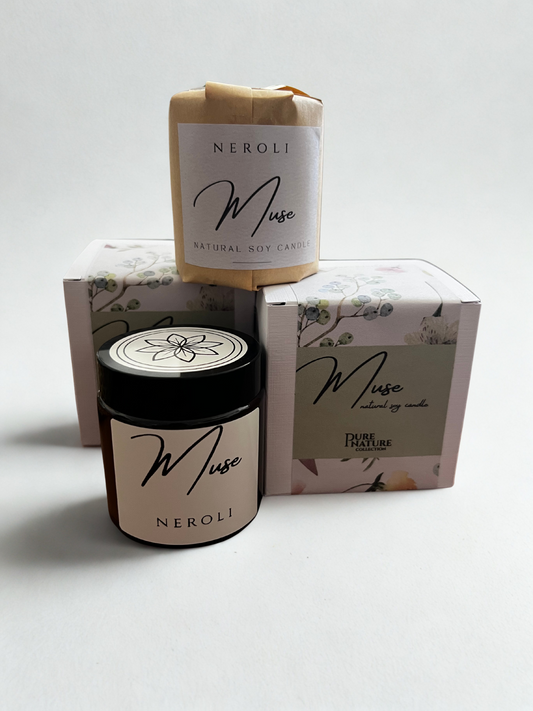 NEROLI
Muse
NATURAL SOY CANDLE
Muse
natural soy candle
PURE
NATURE
COLLECTION
Muse
NEROLI